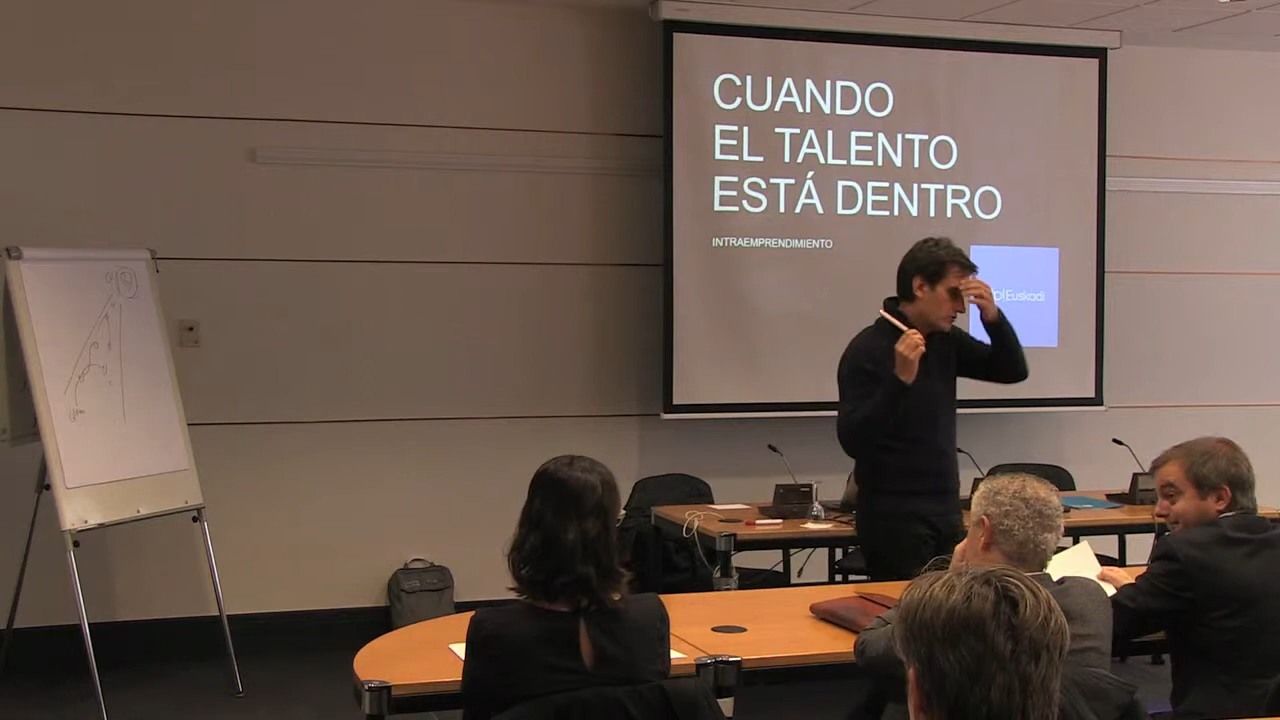 CUANDO
EL TALENTO
ESTÁ DENTRO
INTRAEMPRENDIMIENTO
Euskadi